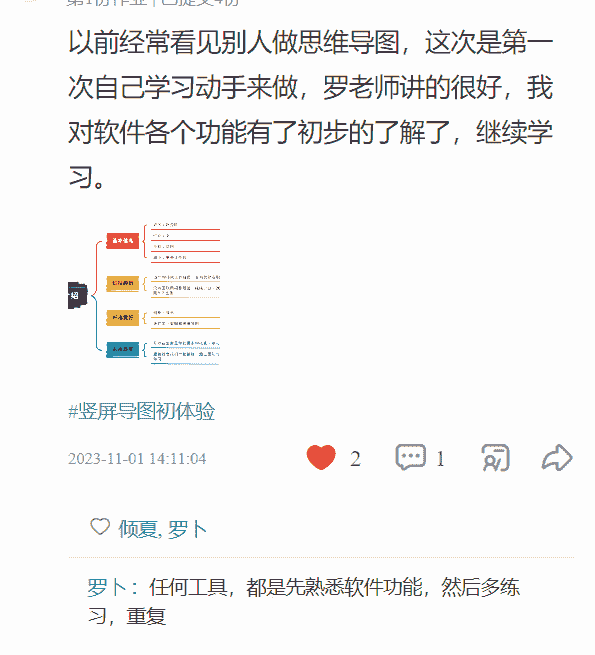 以前经常看见别人做思维导图，这次是第一
次自己学习动手来做，罗老师讲的很好，我
对软件各个功能有了初步的了解了，继续学
习。
绍
#竖屏导图初体验
2023-11-01 14:11:04
2
1
倾夏, 罗卜
罗卜：任何工具，都是先熟悉软件功能，然后多练
习，重复